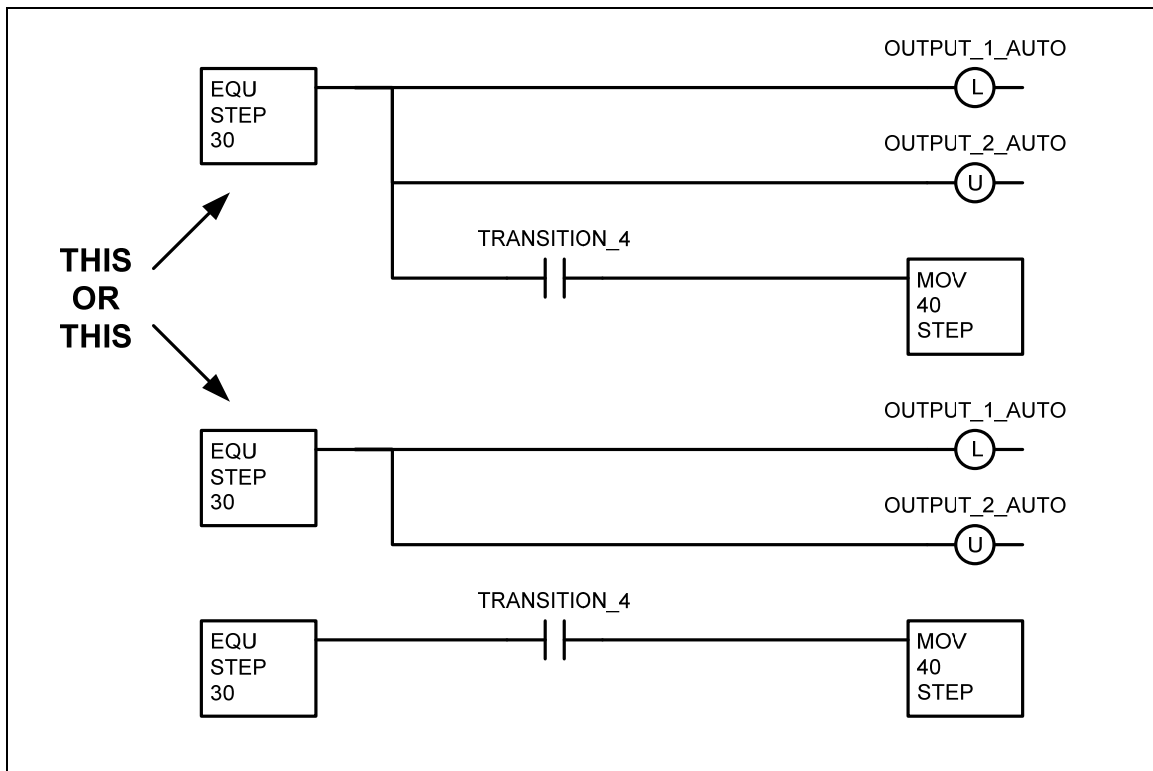 OUTPUT_1_AUTO
EQU
STEP
30
L
OUTPUT_2_AUTO
U
TRANSITION_4
MOV
40
STEP
THIS
OR
THIS
OUTPUT_1_AUTO
EQU
STEP
30
L
OUTPUT_2_AUTO
U
TRANSITION_4
EQU
STEP
30
MOV
40
STEP